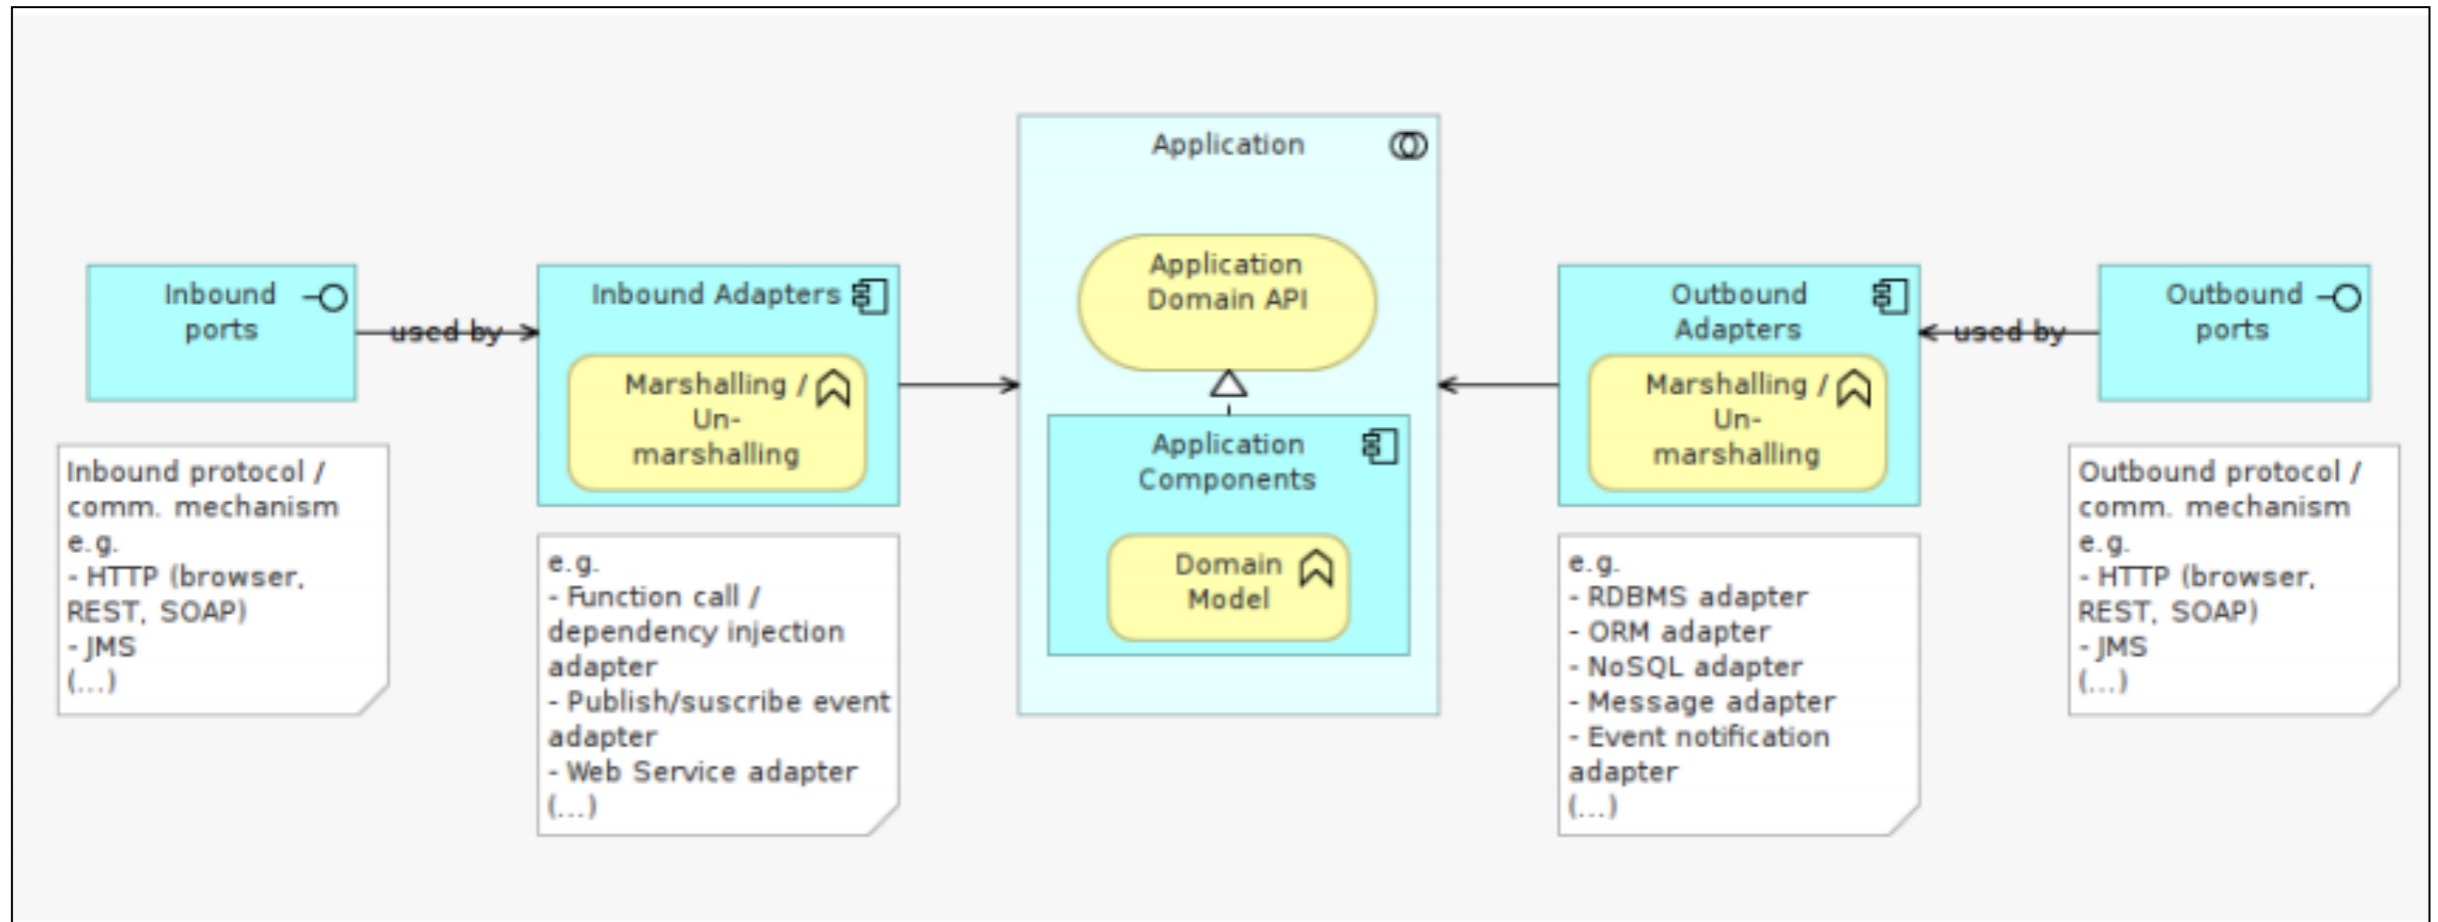 Inbound
ports
used by
Inbound Adapters
Marshalling /
Un-
marshalling
Application
Application
Domain API
Application
Components
Domain
Model
Outbound
Adapters
Marshalling /
Un-
marshalling
used by
Outbound
ports
Inbound protocol /
comm. mechanism
e.g.
- HTTP (browser,
REST, SOAP)
- JMS
(...)
e.g.
- Function call /
dependency injection
adapter
- Publish/suscribe event
adapter
- Web Service adapter
(...)
e.g.
- RDBMS adapter
- ORM adapter
- NoSQL adapter
- Message adapter
- Event notification
adapter
(...)
Outbound protocol /
comm. mechanism
e.g.
- HTTP (browser,
REST, SOAP)
- JMS
(...)